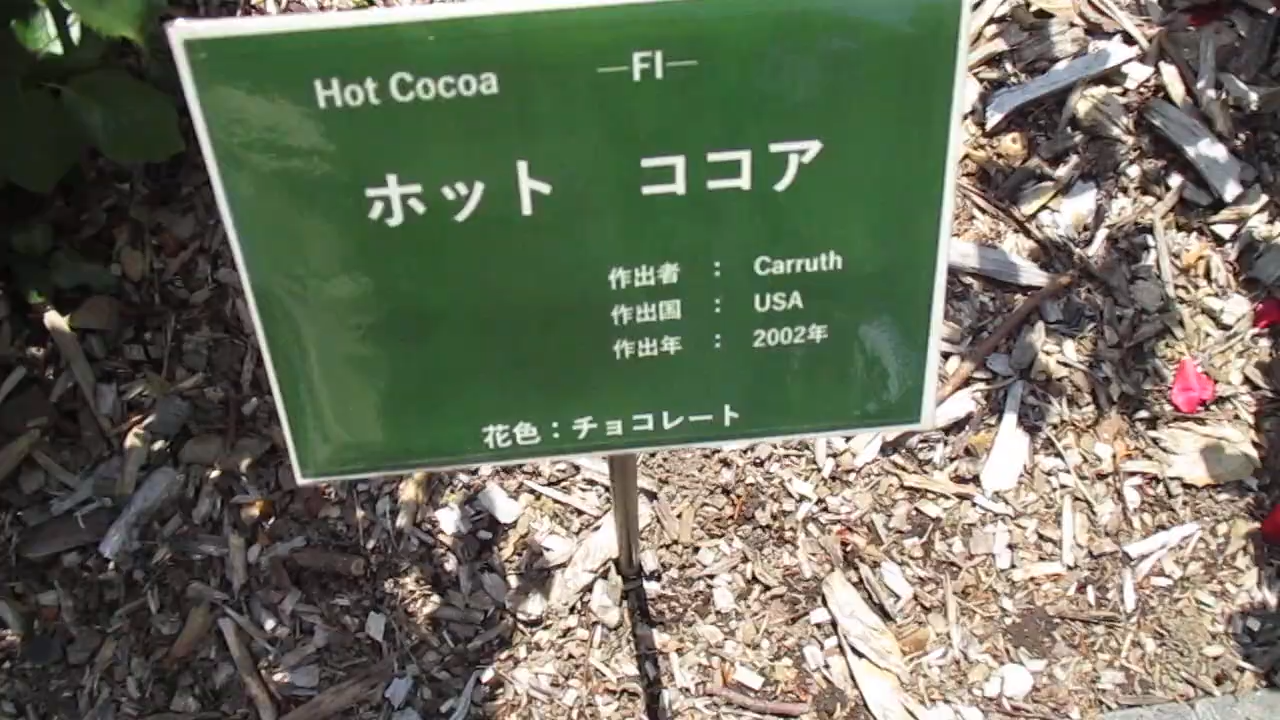 Hot Cocoa —FI—
ホット ココア
作出者 : Carruth
作出国 : USA
作出年 : 2002年
花色：チョコレート